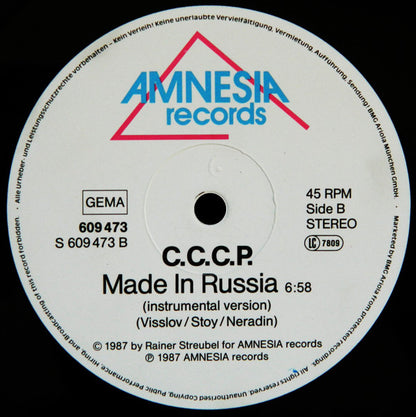 Alle Urheber- und Leistungsschutzrechte vorbehalten - Kein Verleih! Keine unerlaubte Vervielfältigung, Vermietung, Aufführung, Sendung! BMG Ariola München GmbH
AMNESIA
records
GEMA
609 473
S 609 473 B
45 RPM
Side B
STEREO
LC 7809
C.C.C.P.
Made In Russia 6:58
(instrumental version)
(Visslov/Stoy/Neradin)
© 1987 by Rainer Streubel for AMNESIA records
℗ 1987 AMNESIA records
Marketed by BMG Ariola from protected recordings. All Rights Reserved. Unauthorised Copying, Public Performance, Hiring, and Broadcasting of this record forbidden.